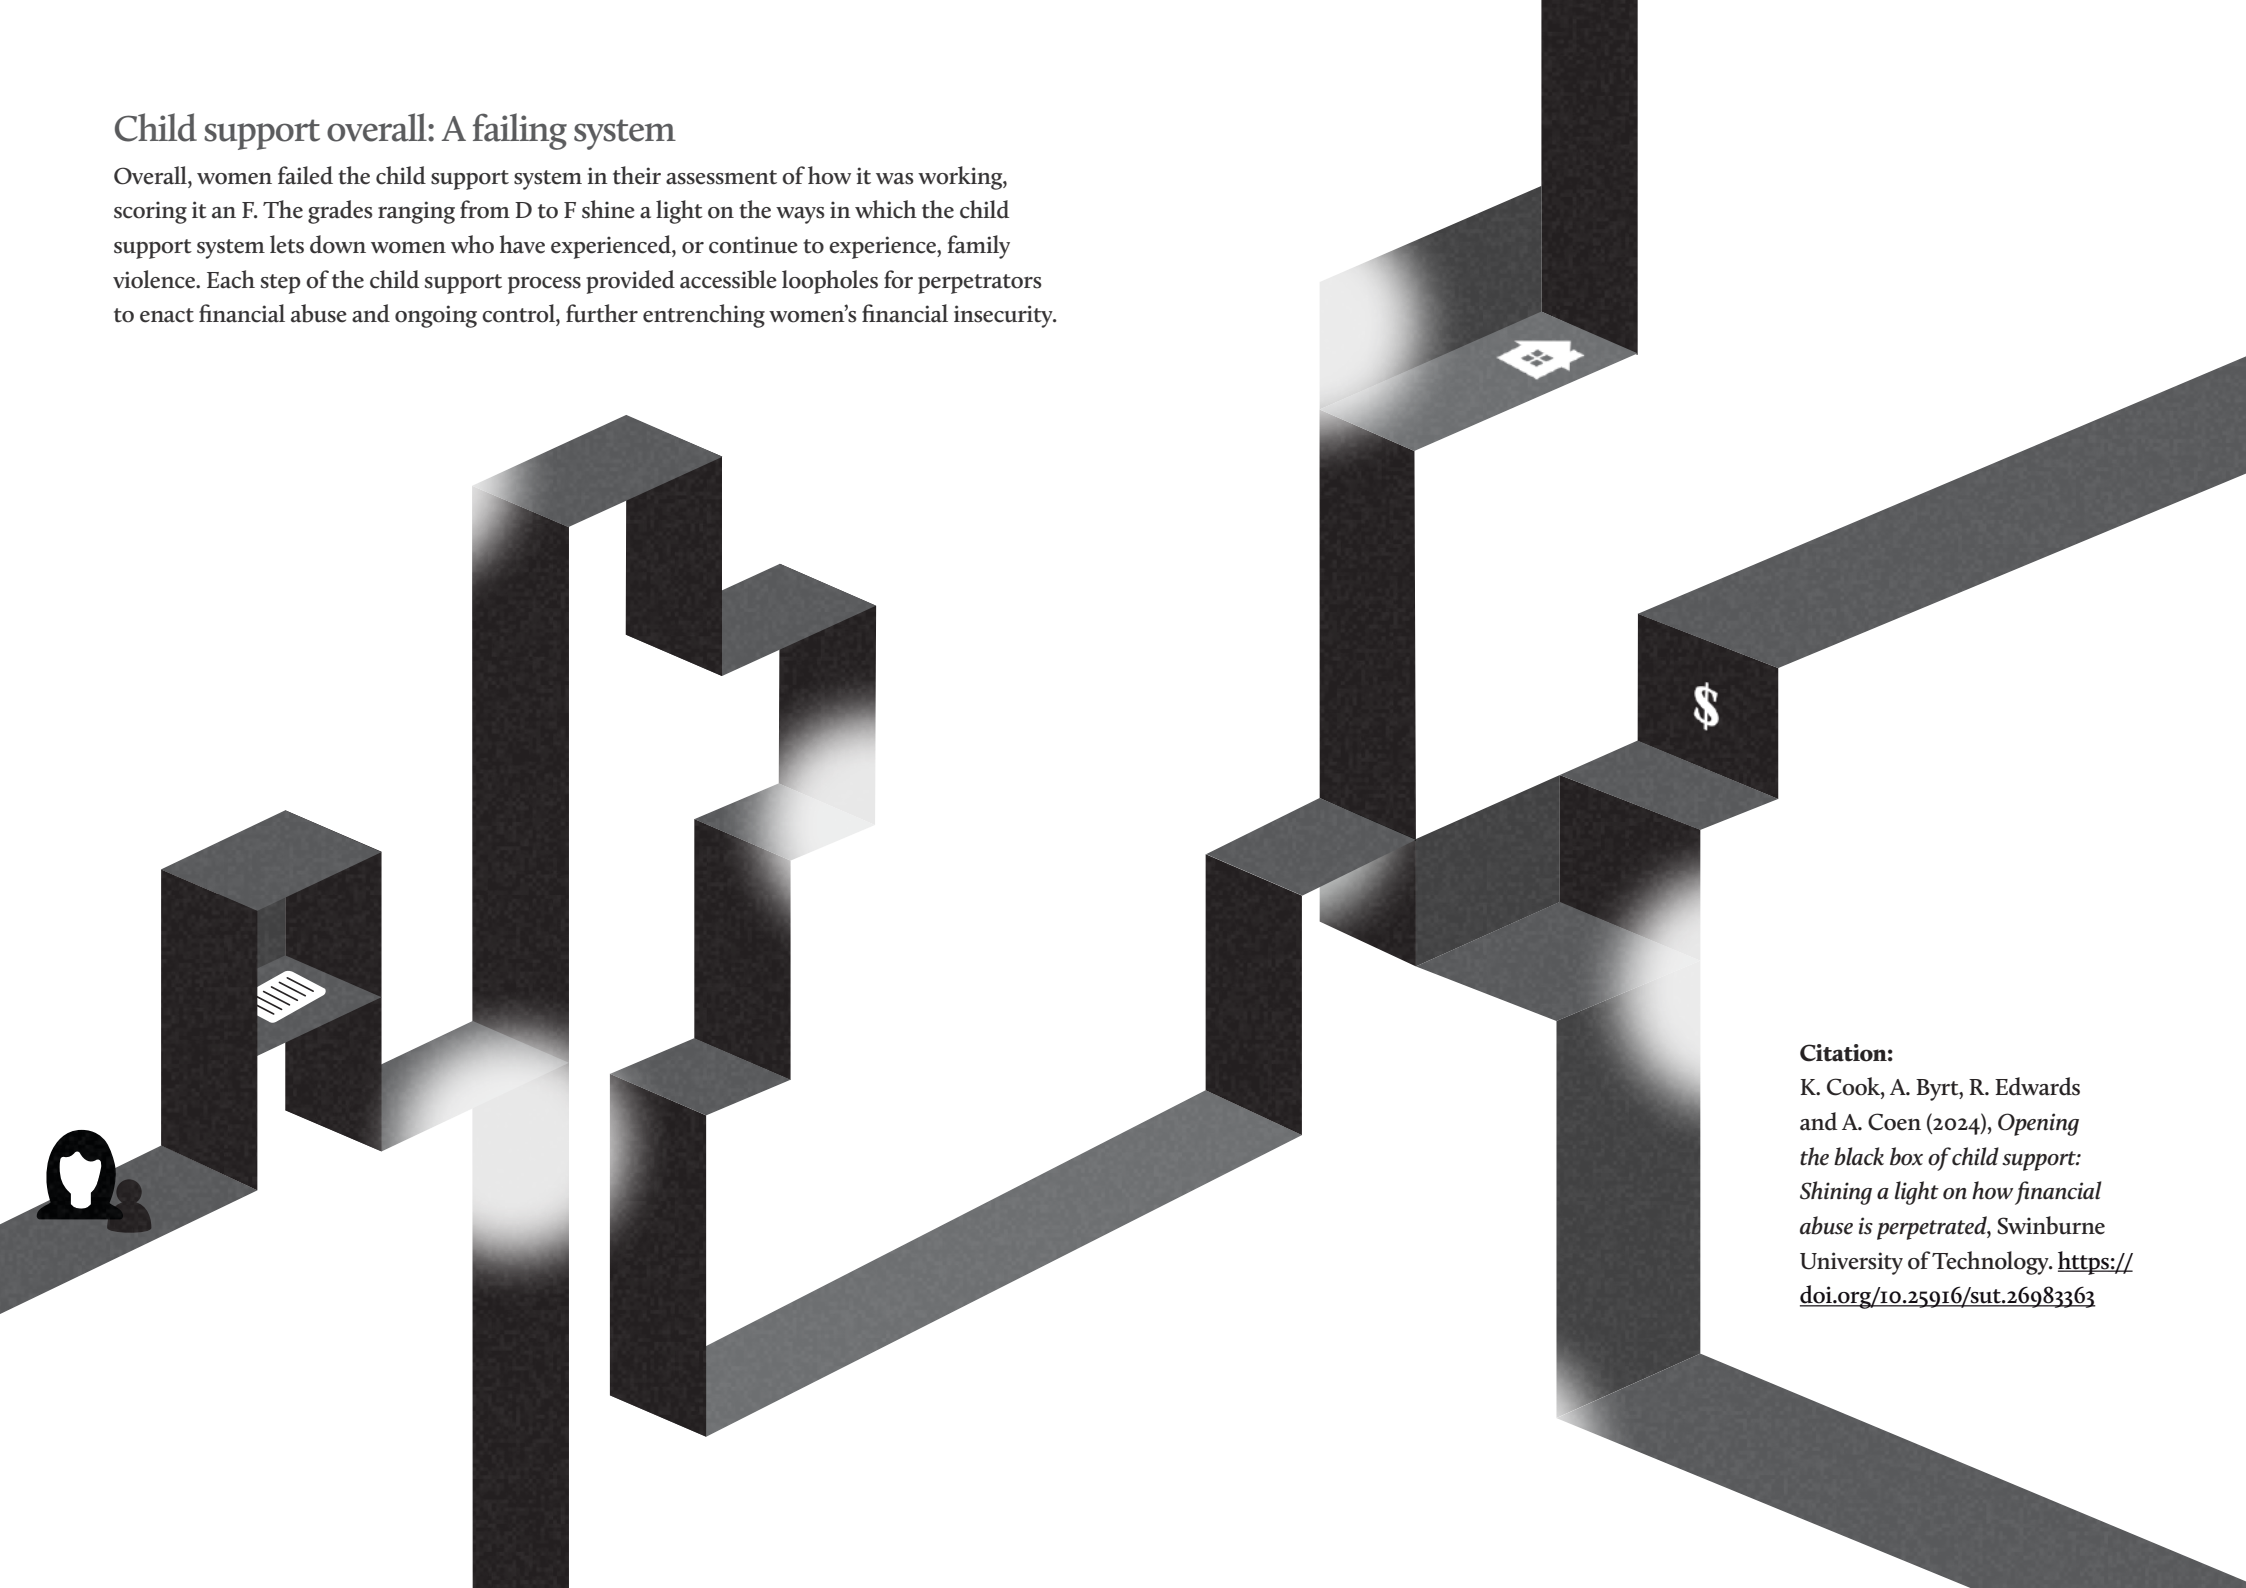 Child support overall: A failing system
Overall, women failed the child support system in their assessment of how it was working,
scoring it an F. The grades ranging from D to F shine a light on the ways in which the child
support system lets down women who have experienced, or continue to experience, family
violence. Each step of the child support process provided accessible loopholes for perpetrators
to enact financial abuse and ongoing control, further entrenching women’s financial insecurity.
$
Citation:
K. Cook, A. Byrt, R. Edwards
and A. Coen (2024), Opening
the black box of child support:
Shining a light on how financial
abuse is perpetrated, Swinburne
University of Technology. https://
doi.org/10.25916/sut.26983363